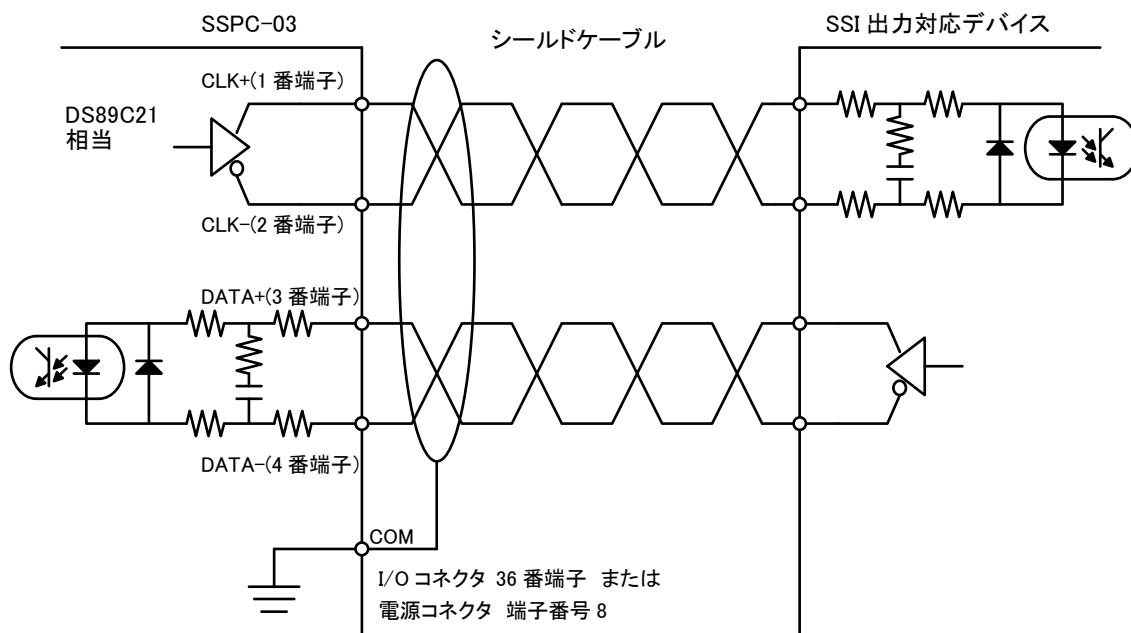 SSPC-03
シールドケーブル
SSI 出力対応デバイス
CLK+(1 番端子)
DS89C21
相当
CLK-(2 番端子)
DATA+(3 番端子)
DATA-(4 番端子)
COM
I/O コネクタ 36 番端子 または
電源コネクタ 端子番号 8